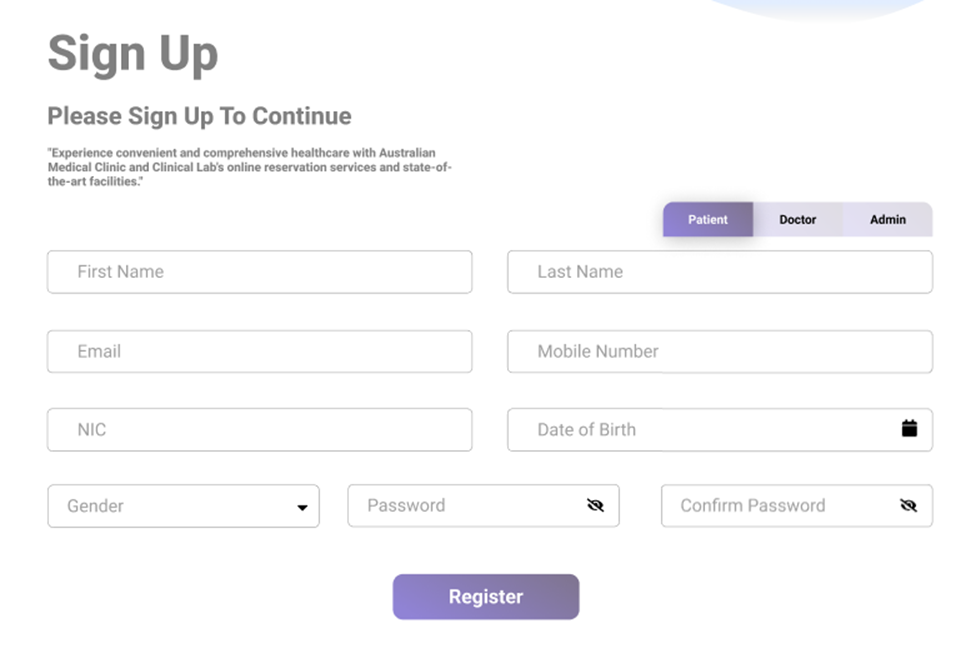 Sign Up
Please Sign Up To Continue
"Experience convenient and comprehensive healthcare with Australian
Medical Clinic and Clinical Lab's online reservation services and state-of-
the-art facilities."
Patient Doctor Admin
First Name Last Name
Email Mobile Number
NIC Date of Birth
Gender Password Confirm Password
Register